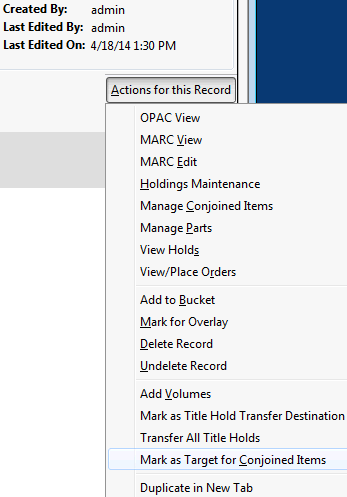 Created By: admin
Last Edited By: admin
Last Edited On: 4/18/14 1:30 PM
Actions for this Record
OPAC View
MARC View
MARC Edit
Holdings Maintenance
Manage Conjoined Items
Manage Parts
View Holds
View/Place Orders
Add to Bucket
Mark for Overlay
Delete Record
Undelete Record
Add Volumes
Mark as Title Hold Transfer Destination
Transfer All Title Holds
Mark as Target for Conjoined Items
Duplicate in New Tab